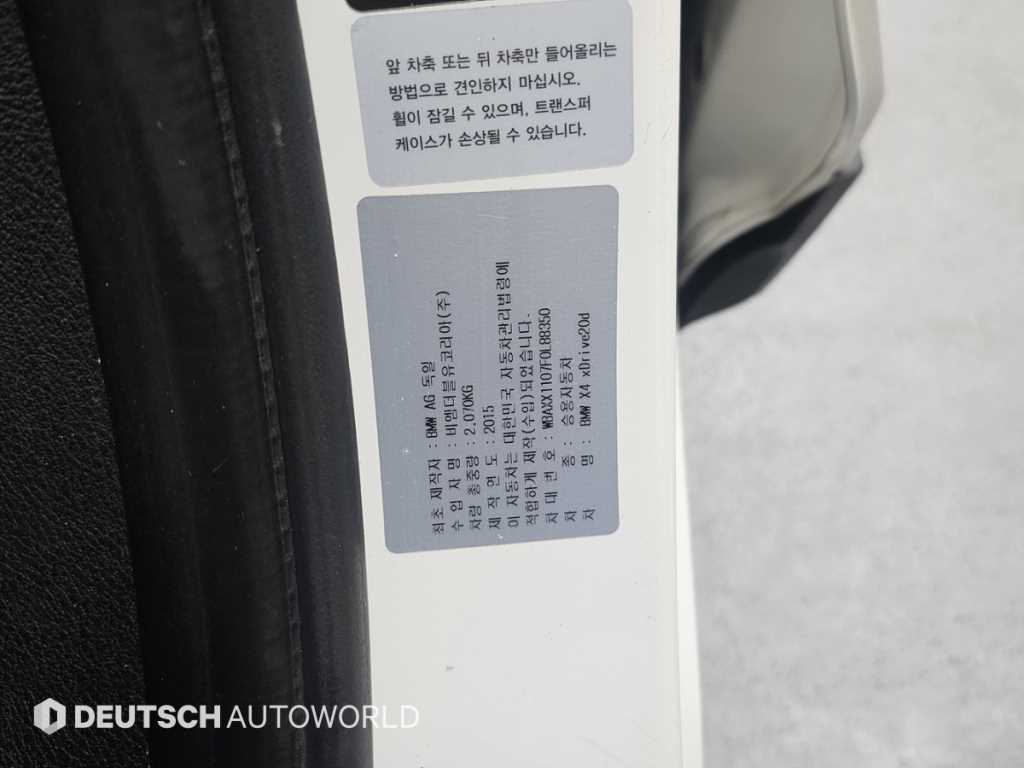 앞 차축 또는 뒤 차축만 들어올리는
방법으로 견인하지 마십시오.
휠이 잠길 수 있으며, 트랜스퍼
케이스가 손상될 수 있습니다.
최초 제작자 : BMW AG 독일
수 입 자 명 : 비엠더블유코리아(주)
차량 총중량 : 2,070KG
제 작 연 도 : 2015
이 자동차는 대한민국 자동차관리법령에
적합하게 제작(수입)되었습니다.
차 대 번 호 : WBAXX1107F0L88350
차 종 : 승용자동차
차 명 : BMW X4 xDrive20d
DEUTSCH AUTOWORLD